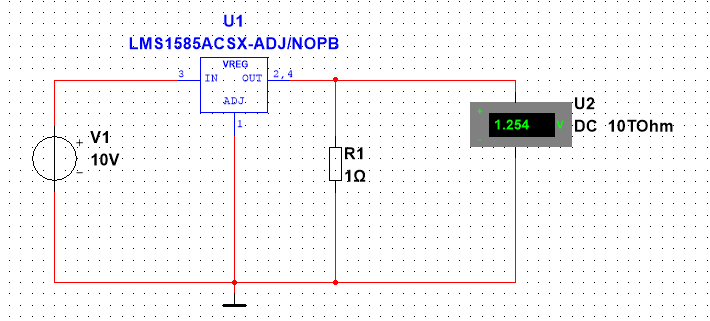 U1
LMS1585ACSX-ADJ/NOPB
VREG
3 IN OUT 2,4
ADJ
1
V1
+
10V
−
R1
1Ω
U2
+
1.254 V
DC 10TOhm